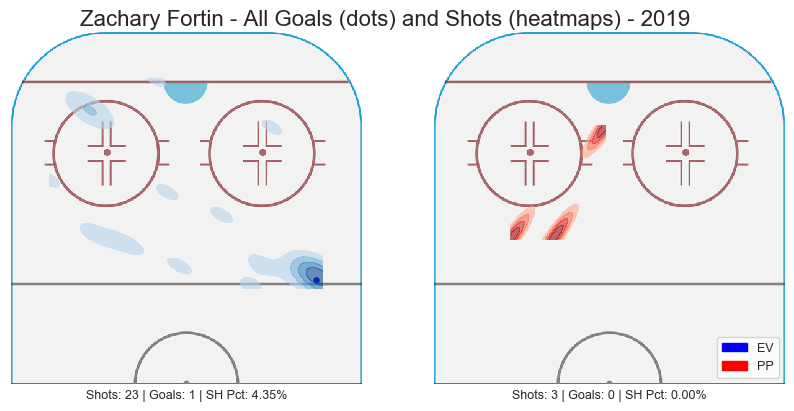 Zachary Fortin - All Goals (dots) and Shots (heatmaps) - 2019
EV
PP
Shots: 23 | Goals: 1 | SH Pct: 4.35%
Shots: 3 | Goals: 0 | SH Pct: 0.00%